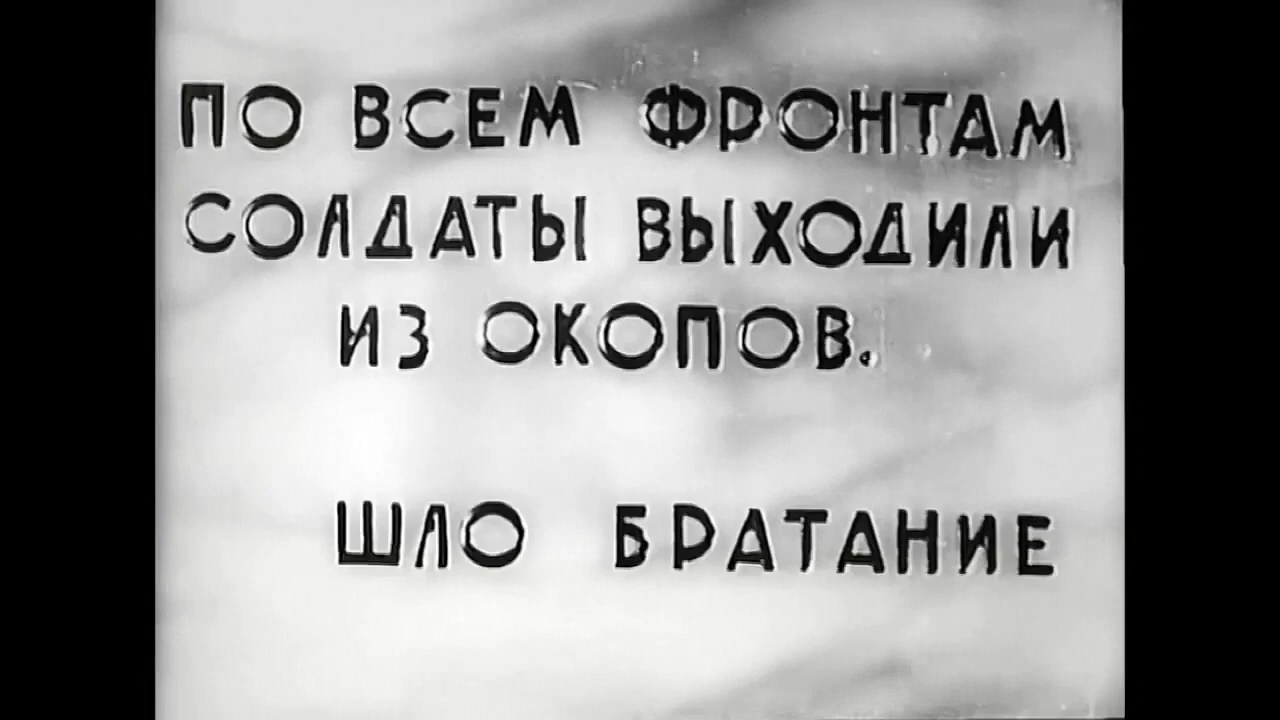 ПО ВСЕМ ФРОНТАМ
СОЛДАТЫ ВЫХОДИЛИ
ИЗ ОКОПОВ.
ШЛО БРАТАНИЕ